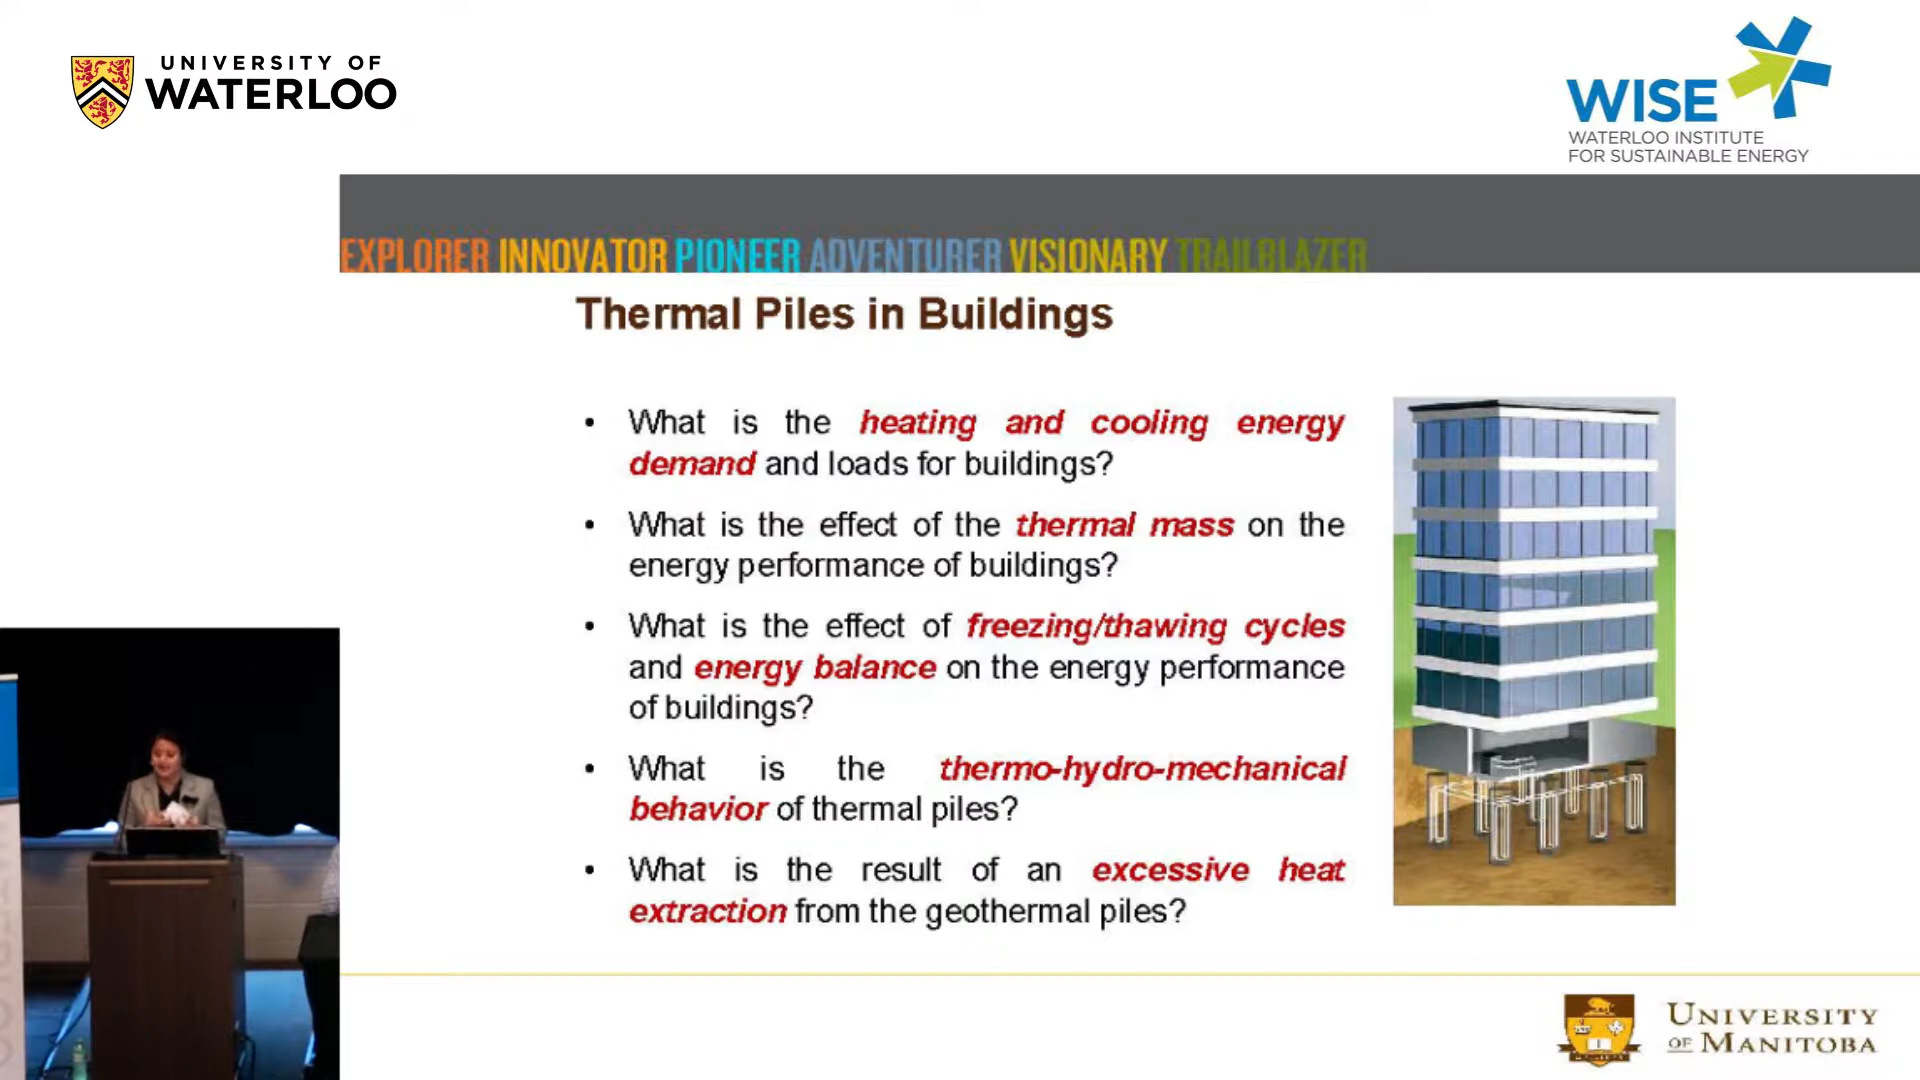 UNIVERSITY OF
WATERLOO
WISE
WATERLOO INSTITUTE
FOR SUSTAINABLE ENERGY
EXPLORER INNOVATOR PIONEER ADVENTURER VISIONARY TRAILBLAZER
Thermal Piles in Buildings
• What is the heating and cooling energy
demand and loads for buildings?
• What is the effect of the thermal mass on the
energy performance of buildings?
• What is the effect of freezing/thawing cycles
and energy balance on the energy performance
of buildings?
• What is the thermo-hydro-mechanical
behavior of thermal piles?
• What is the result of an excessive heat
extraction from the geothermal piles?
UNIVERSITY
OF MANITOBA